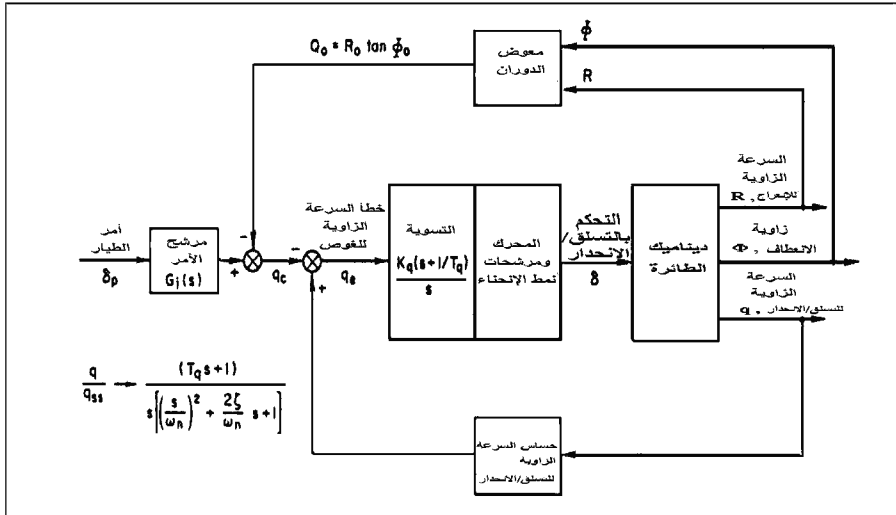 Φ
Q₀ = R₀ tan Φ₀
معوض
الدورات
R
السرعة
الزاوية
للإنعراج, R
أمر
الطيار
δp
مرشح
الأمر
Gi(s)
-
+
qc
خطأ السرعة
الزاوية
للغوص
-
+
qe
التسوية
Kq(s+1/Tq)
s
المحرك
ومرشحات
نمط الإنحناء
التحكم
بالتسلق/
الإنحدار
δ
ديناميك
الطائرة
زاوية
الانعطاف , Φ
السرعة
الزاوية
للتسلق/الانحدار , q
q/qss → (Tq s+1) / s[(s/ωn)² + 2ζ/ωn s+1]
حساس السرعة
الزاوية
للتسلق/الانحدار